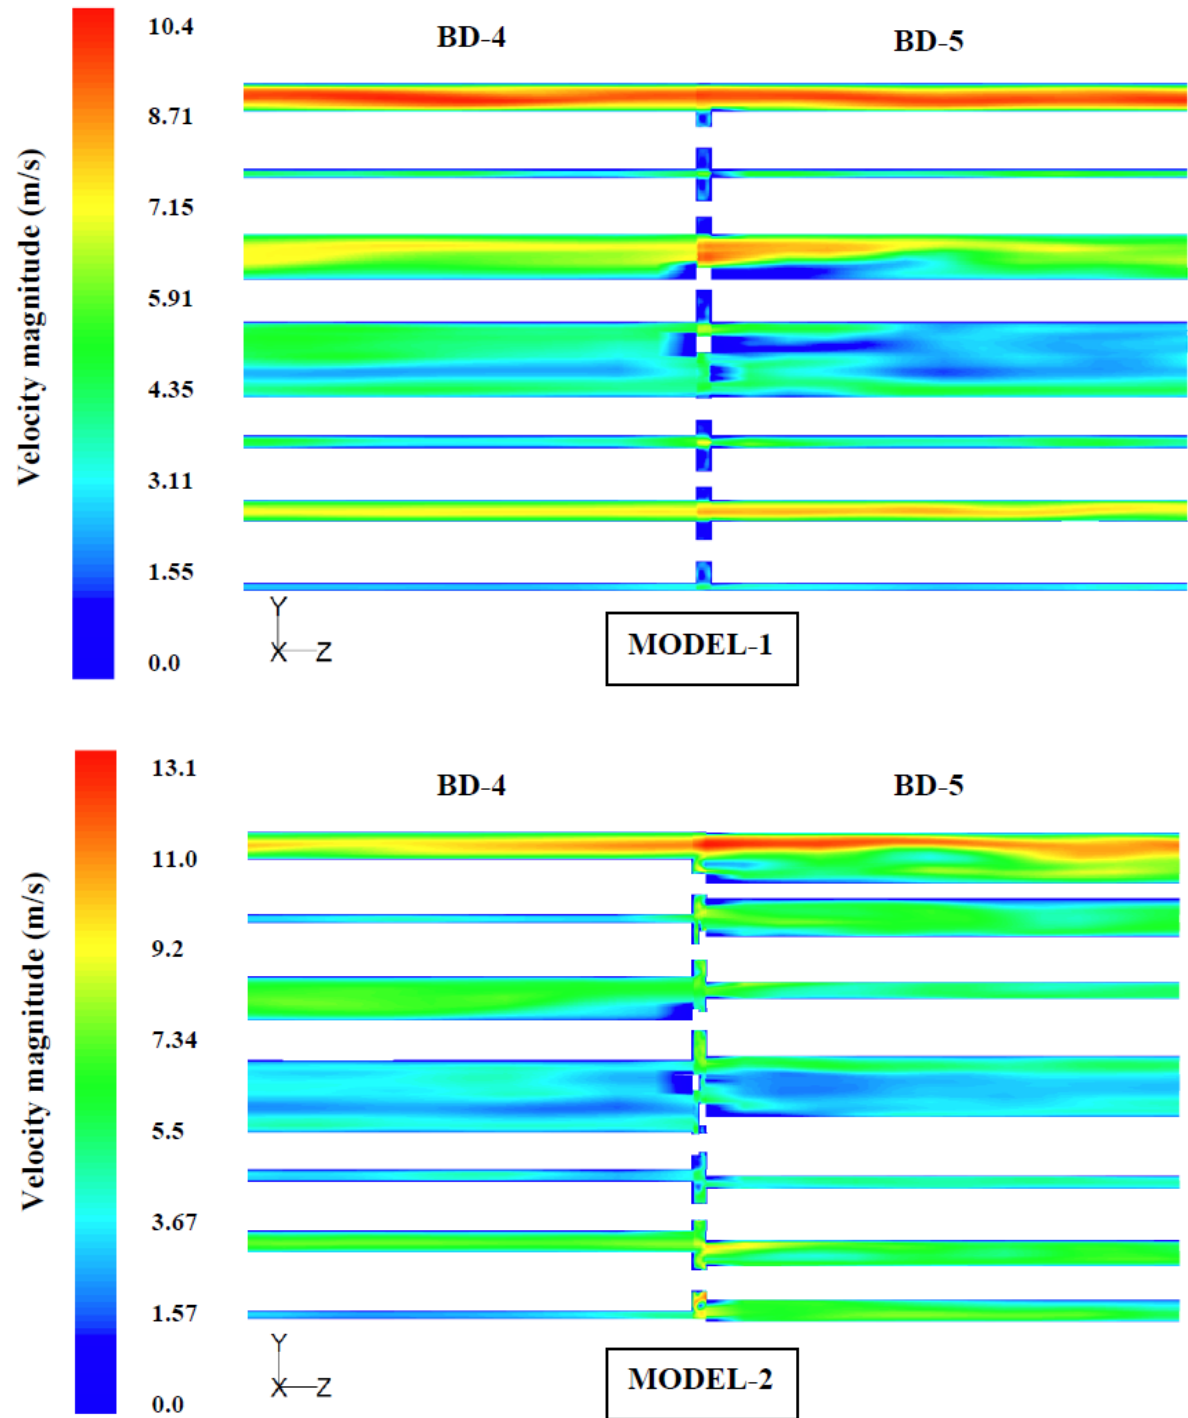 10.4
BD-4
BD-5
8.71
7.15
5.91
4.35
3.11
1.55
0.0
Velocity magnitude (m/s)
Y
X
Z
MODEL-1
13.1
BD-4
BD-5
11.0
9.2
7.34
5.5
3.67
1.57
0.0
Velocity magnitude (m/s)
Y
X
Z
MODEL-2